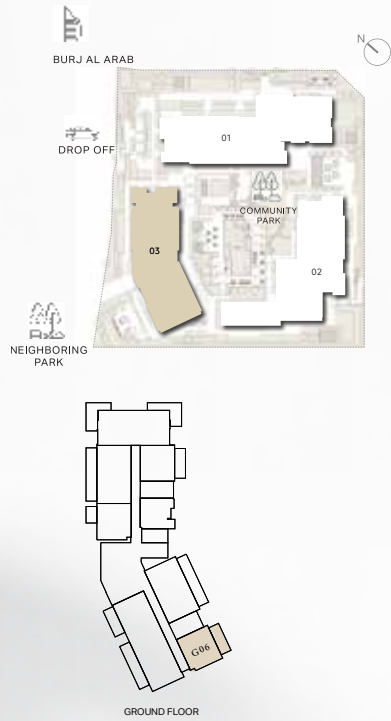 N
BURJ AL ARAB
DROP OFF
01
COMMUNITY
PARK
03
02
NEIGHBORING
PARK
G06
GROUND FLOOR